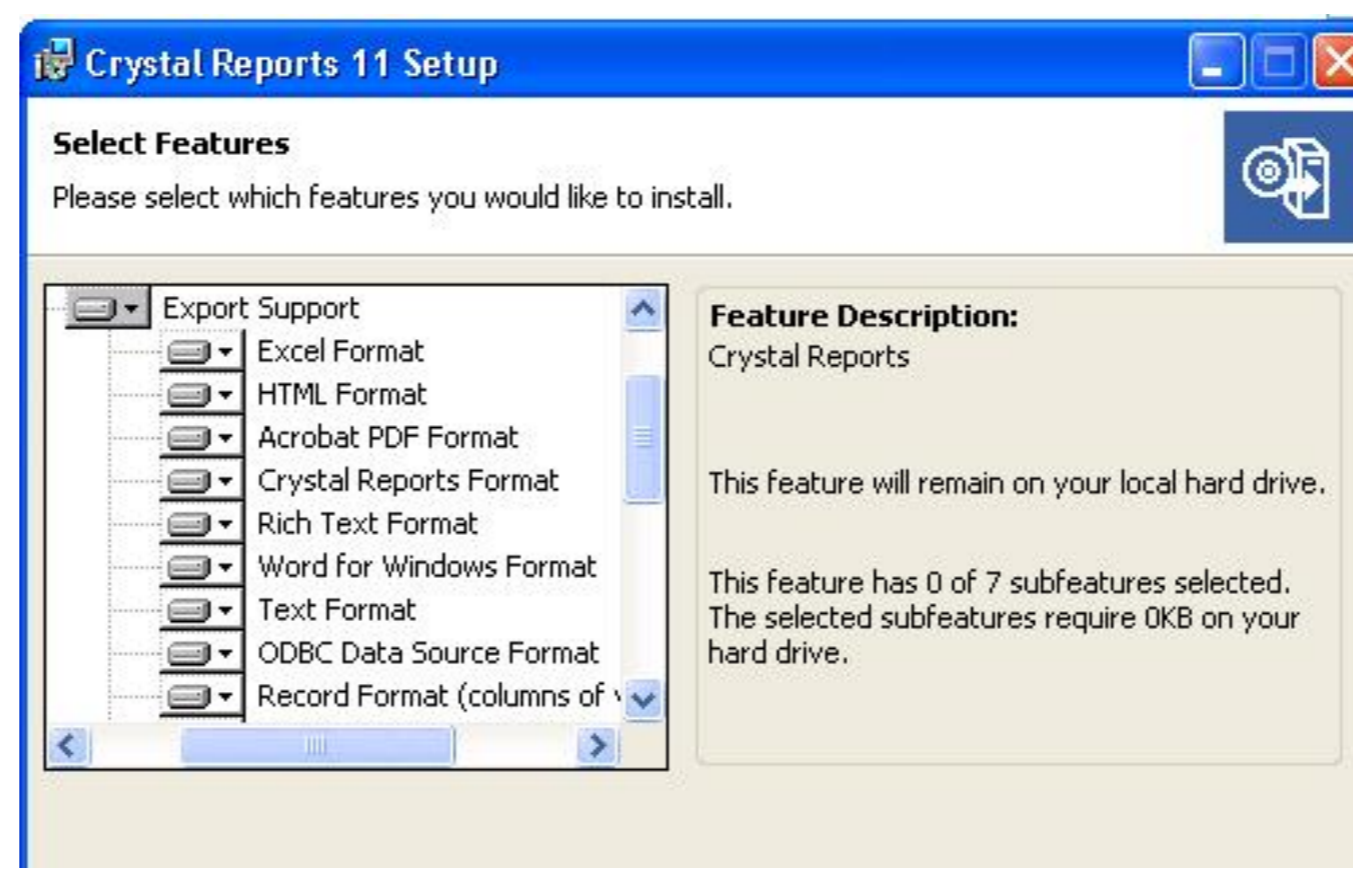 Crystal Reports 11 Setup
Select Features
Please select which features you would like to install.
Export Support
Excel Format
HTML Format
Acrobat PDF Format
Crystal Reports Format
Rich Text Format
Word for Windows Format
Text Format
ODBC Data Source Format
Record Format (columns of
Feature Description:
Crystal Reports
This feature will remain on your local hard drive.
This feature has 0 of 7 subfeatures selected.
The selected subfeatures require 0KB on your
hard drive.